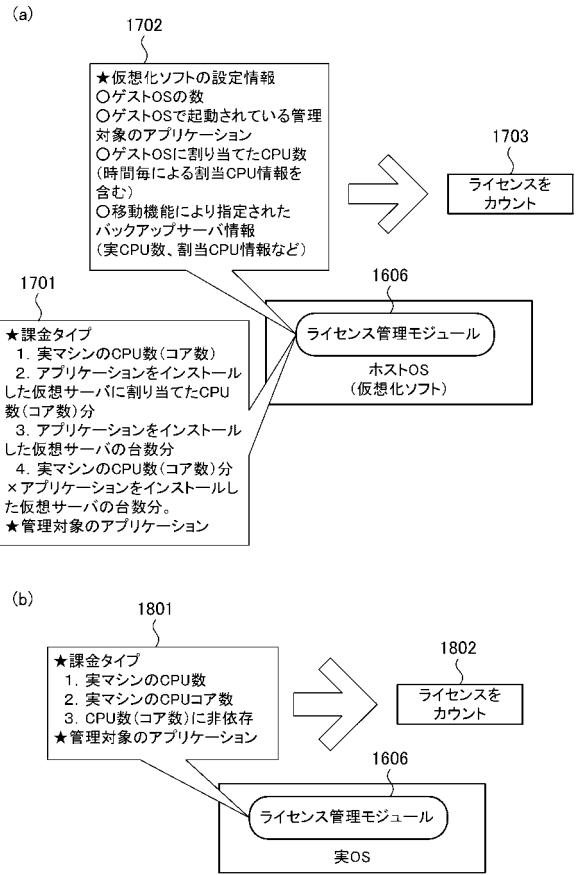 (a)
1702
★仮想化ソフトの設定情報
○ゲストOSの数
○ゲストOSで起動されている管理
対象のアプリケーション
○ゲストOSに割り当てたCPU数
(時間毎による割当CPU情報を
含む)
○移動機能により指定された
バックアップサーバ情報
(実CPU数、割当CPU情報など)
1703
ライセンスを
カウント
1701
★課金タイプ
1. 実マシンのCPU数(コア数)
2. アプリケーションをインストール
した仮想サーバに割り当てたCPU
数(コア数)分
3. アプリケーションをインストール
した仮想サーバの台数分
4. 実マシンのCPU数(コア数)分
×アプリケーションをインストールし
た仮想サーバの台数分。
★管理対象のアプリケーション
1606
ライセンス管理モジュール
ホストOS
(仮想化ソフト)
(b)
1801
★課金タイプ
1. 実マシンのCPU数
2. 実マシンのCPUコア数
3. CPU数(コア数)に非依存
★管理対象のアプリケーション
1802
ライセンスを
カウント
1606
ライセンス管理モジュール
実OS